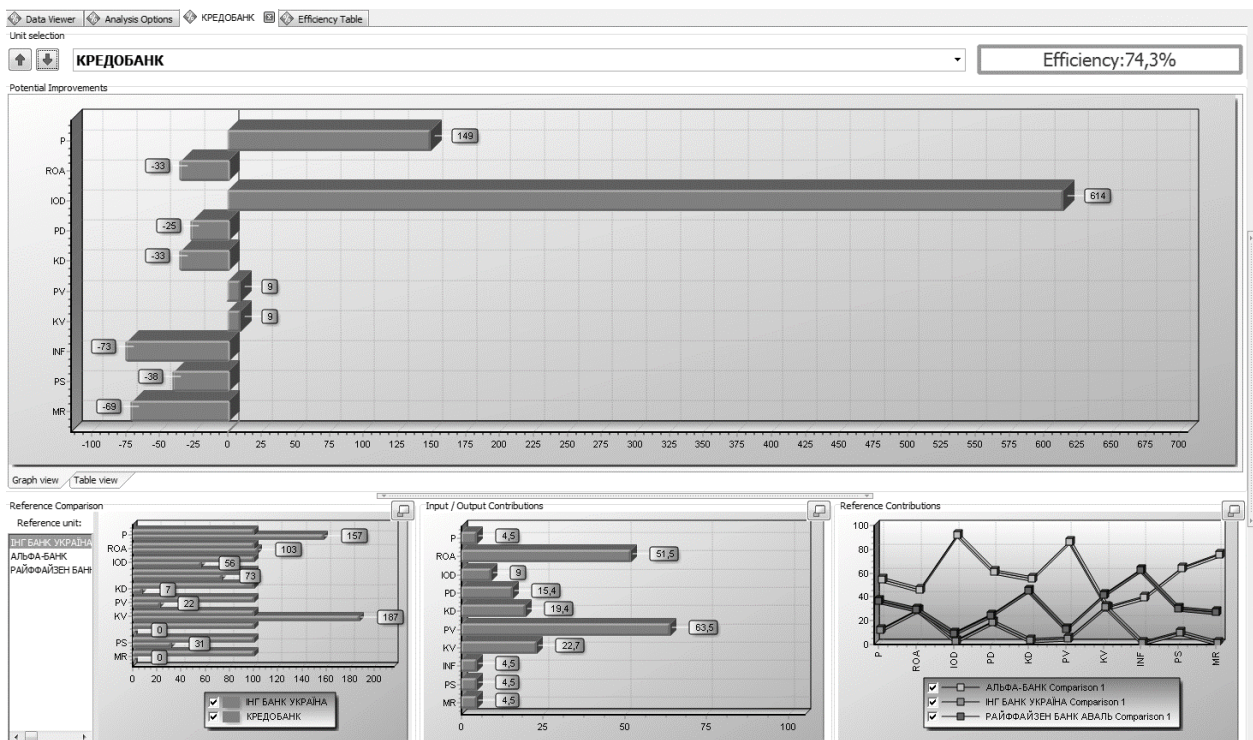 Data Viewer Analysis Options КРЕДОБАНК Efficiency Table
Unit selection
КРЕДОБАНК Efficiency:74,3%
Potential Improvements
P 149
ROA -33
IOD 614
PD -25
KD -33
PV 9
KV 9
INF -73
PS -38
MR -69
-100 -75 -50 -25 0 25 50 75 100 125 150 175 200 225 250 275 300 325 350 375 400 425 450 475 500 525 550 575 600 625 650 675 700
Graph view Table view
Reference Comparison
Reference unit:
ІНГ БАНК УКРАЇНА
АЛЬФА-БАНК
РАЙФФАЙЗЕН БАН
P 157
ROA 103
IOD 56
73
KD 7
PV 22
KV 187
0
PS 31
MR 0
0 20 40 60 80 100 120 140 160 180 200
ІНГ БАНК УКРАЇНА
КРЕДОБАНК
Input / Output Contributions
P 4,5
ROA 51,5
IOD 9
PD 15,4
KD 19,4
PV 63,5
KV 22,7
INF 4,5
PS 4,5
MR 4,5
0 25 50 75 100
Reference Contributions
100
80
60
40
20
0
P ROA IOD PD KD PV KV INF PS MR
АЛЬФА-БАНК Comparison 1
ІНГ БАНК УКРАЇНА Comparison 1
РАЙФФАЙЗЕН БАНК АВАЛЬ Comparison 1